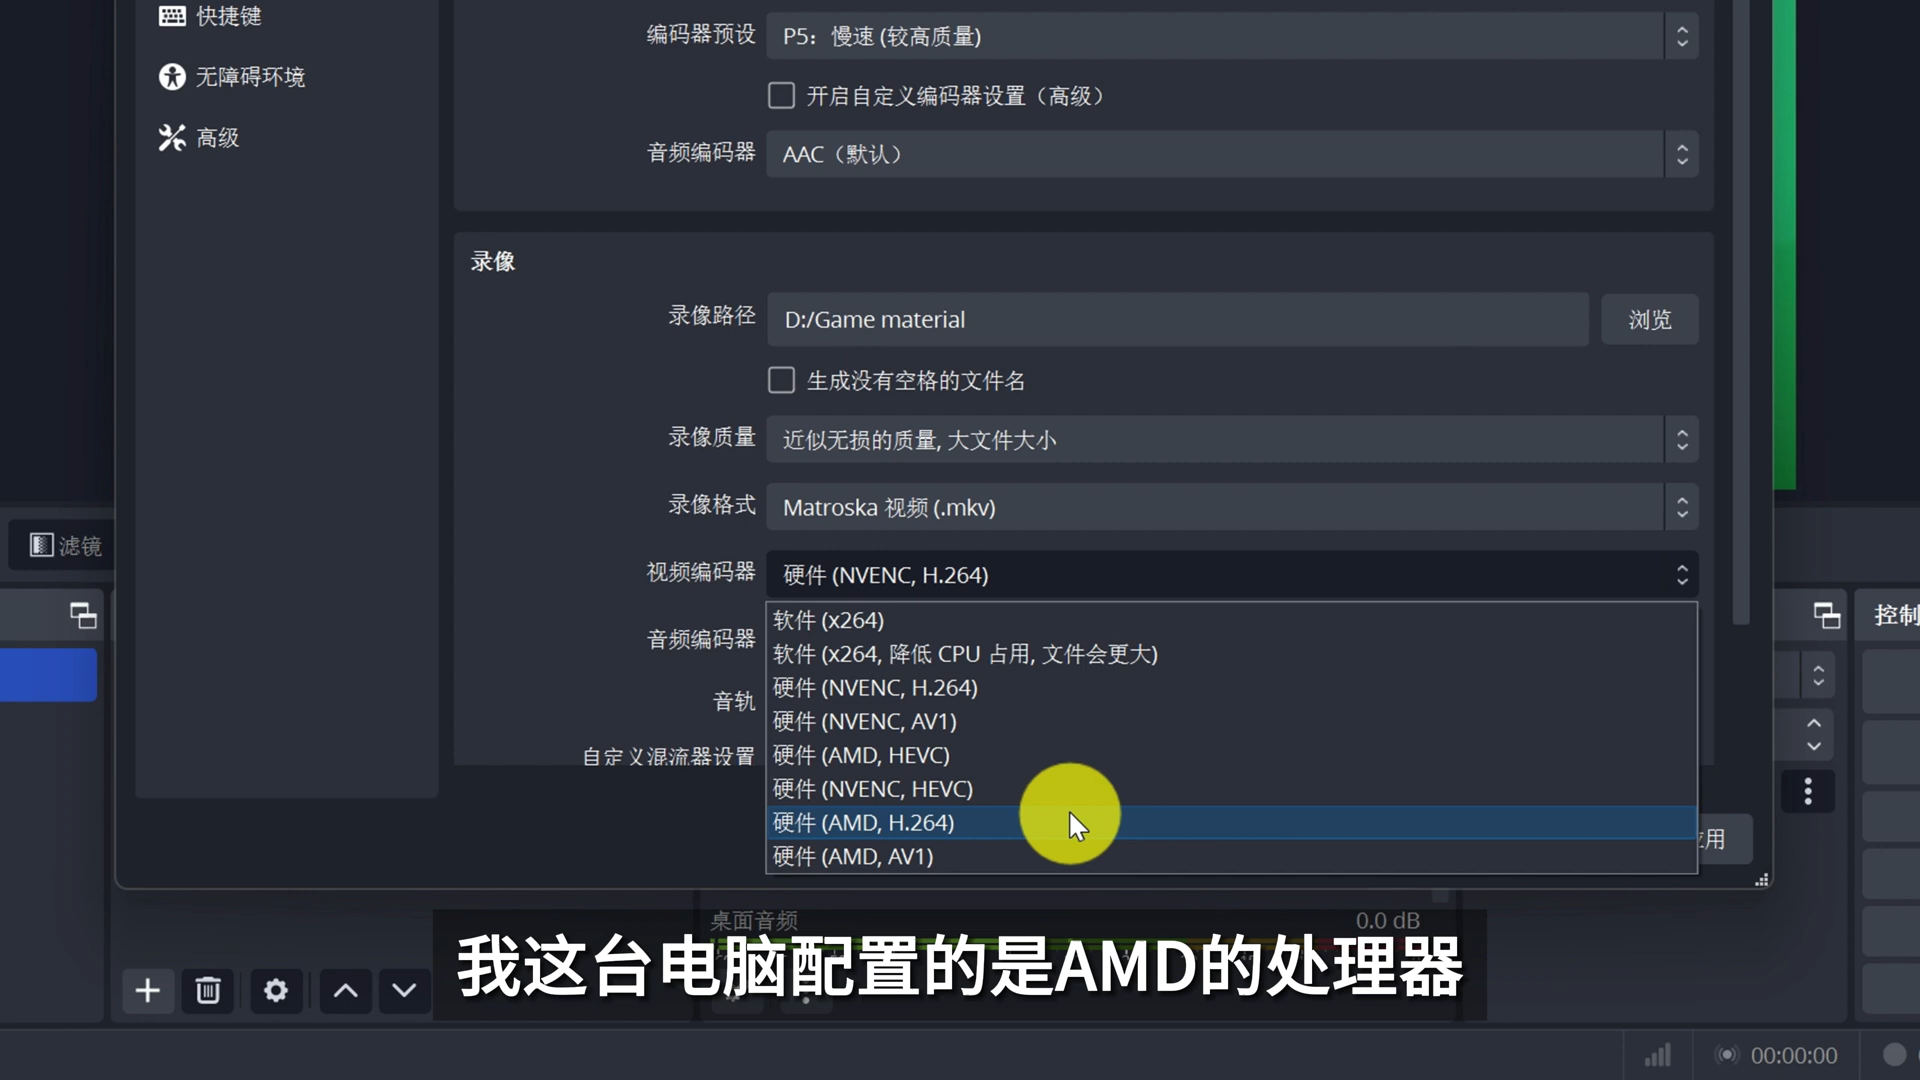 快捷键
编码器预设
P5：慢速 (较高质量)
无障碍环境
开启自定义编码器设置（高级）
高级
音频编码器
AAC（默认）
录像
录像路径
D:/Game material
浏览
生成没有空格的文件名
录像质量
近似无损的质量, 大文件大小
录像格式
Matroska 视频 (.mkv)
滤镜
视频编码器
硬件 (NVENC, H.264)
控制
软件 (x264)
音频编码器
软件 (x264, 降低 CPU 占用, 文件会更大)
硬件 (NVENC, H.264)
音轨
硬件 (NVENC, AV1)
自定义混流器设置
硬件 (AMD, HEVC)
硬件 (NVENC, HEVC)
硬件 (AMD, H.264)
用
硬件 (AMD, AV1)
桌面音频
0.0 dB
我这台电脑配置的是AMD的处理器
00:00:00